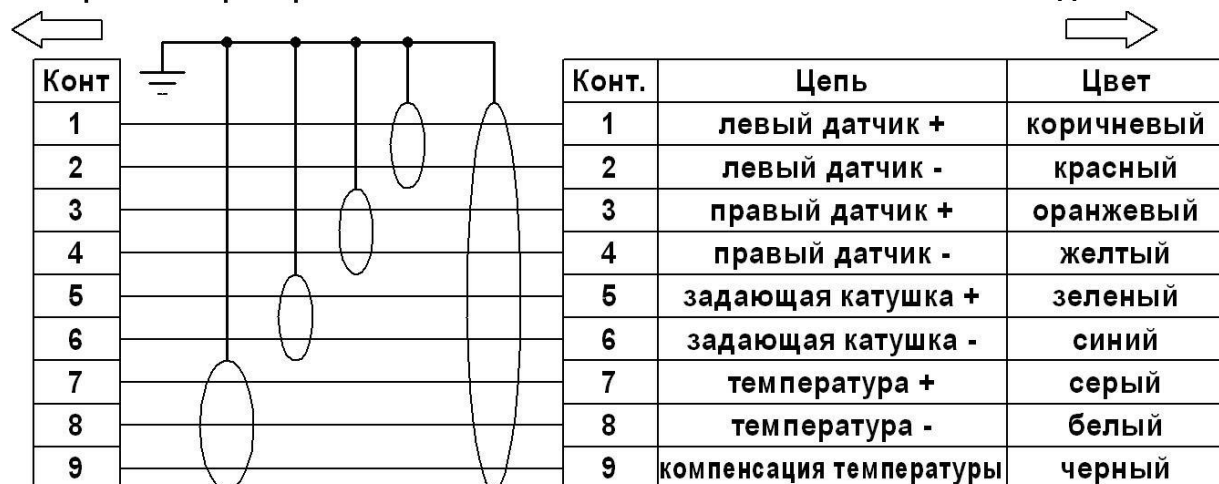 Конт Конт. Цепь Цвет
1 1 левый датчик + коричневый
2 2 левый датчик - красный
3 3 правый датчик + оранжевый
4 4 правый датчик - желтый
5 5 задающая катушка + зеленый
6 6 задающая катушка - синий
7 7 температура + серый
8 8 температура - белый
9 9 компенсация температуры черный